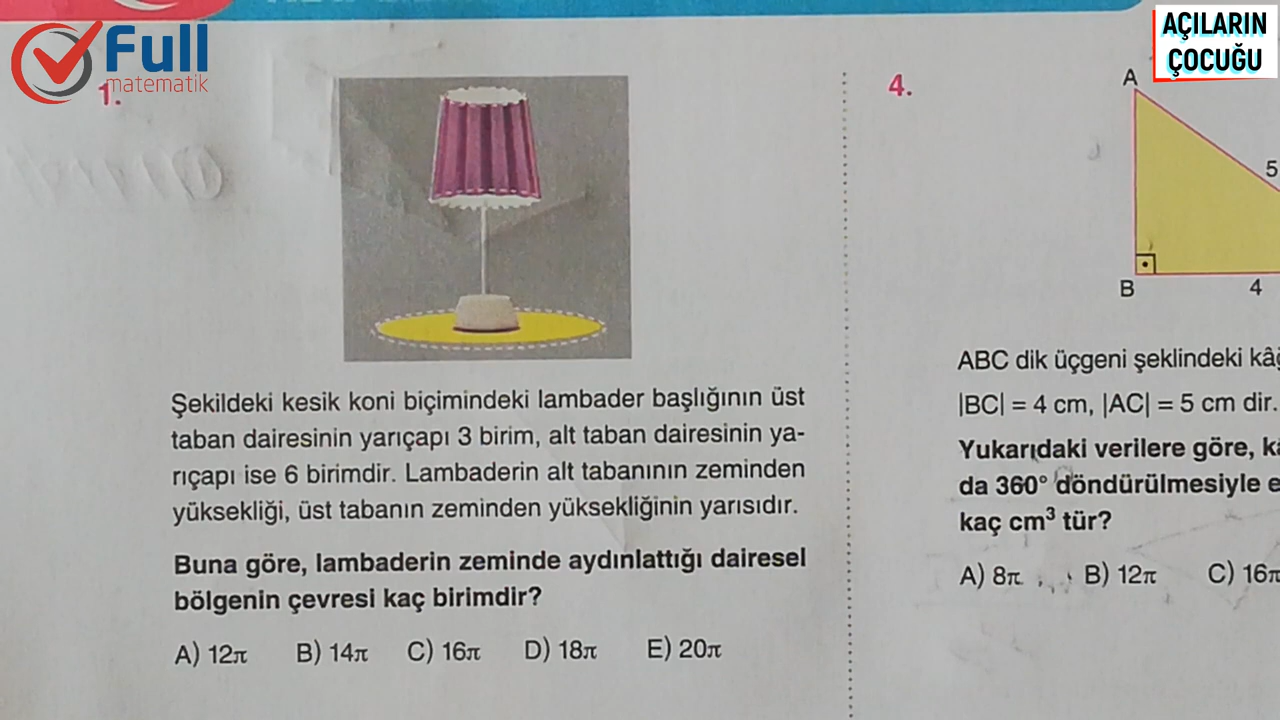 Full
matematik
AÇILARIN
ÇOCUĞU
1.
Şekildeki kesik koni biçimindeki lambader başlığının üst
taban dairesinin yarıçapı 3 birim, alt taban dairesinin ya-
rıçapı ise 6 birimdir. Lambaderin alt tabanının zeminden
yüksekliği, üst tabanın zeminden yüksekliğinin yarısıdır.
Buna göre, lambaderin zeminde aydınlattığı dairesel
bölgenin çevresi kaç birimdir?
A) 12π B) 14π C) 16π D) 18π E) 20π
4.
A
5
B
4
ABC dik üçgeni şeklindeki
|BC| = 4 cm, |AC| = 5 cm dir.
Yukarıdaki verilere göre,
da 360° döndürülmesiyle
kaç cm³ tür?
A) 8π B) 12π C) 16π